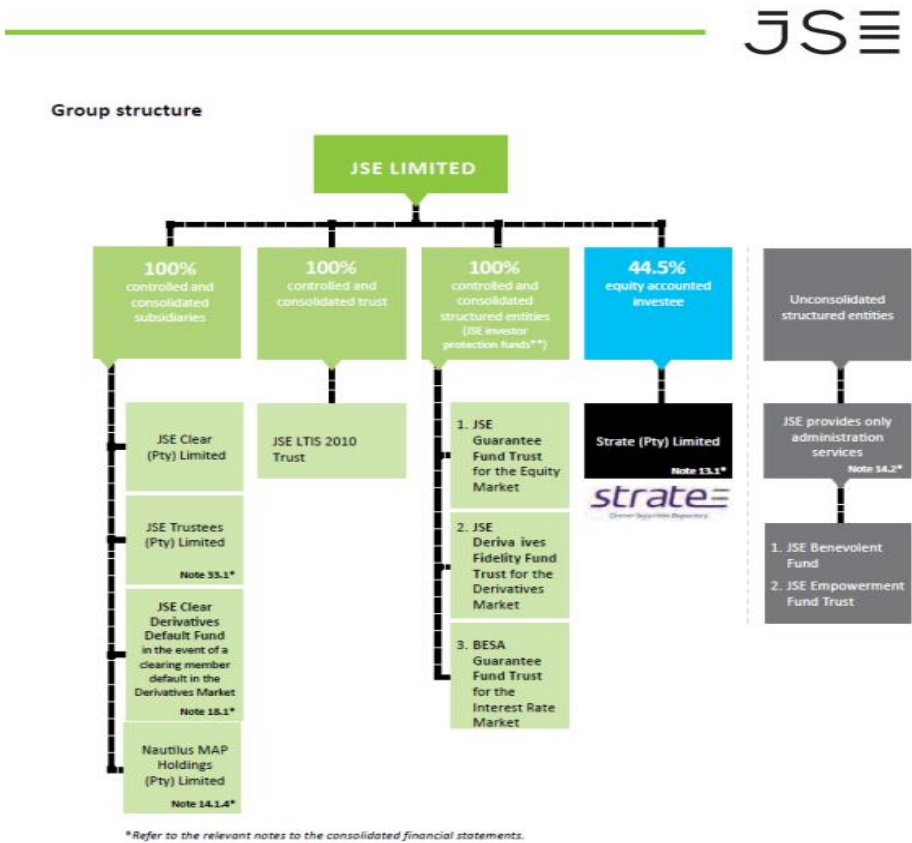 JSE
Group structure
JSE LIMITED
100%
controlled and
consolidated
subsidiaries
100%
controlled and
consolidated trust
100%
controlled and
consolidated
structured entities
(JSE investor
protection funds**)
44.5%
equity accounted
investee
Unconsolidated
structured entities
JSE Clear
(Pty) Limited
JSE Trustees
(Pty) Limited
Note 33.1*
JSE Clear
Derivatives
Default Fund
in the event of a
clearing member
default in the
Derivatives Market
Note 18.1*
Nautilus MAP
Holdings
(Pty) Limited
Note 14.1.4*
JSE LTIS 2010
Trust
1. JSE
Guarantee
Fund Trust
for the Equity
Market
2. JSE
Deriva ives
Fidelity Fund
Trust for the
Derivatives
Market
3. BESA
Guarantee
Fund Trust
for the
Interest Rate
Market
Strate (Pty) Limited
Note 13.1*
strate
JSE provides only
administration
services
Note 14.2*
1. JSE Benevolent
Fund
2. JSE Empowerment
Fund Trust
*Refer to the relevant notes to the consolidated financial statements.